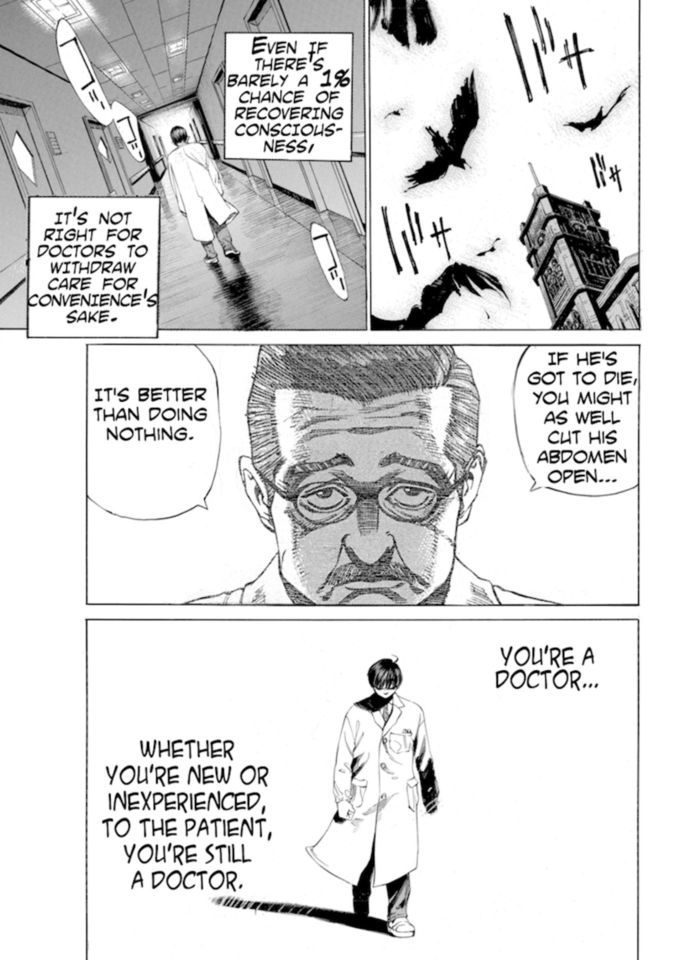 EVEN IF
THERE'S
BARELY A 1%
CHANCE OF
RECOVERING
CONSCIOUS-
NESS,
IT'S NOT
RIGHT FOR
DOCTORS TO
WITHDRAW
CARE FOR
CONVENIENCE'S
SAKE.
IF HE'S
GOT TO DIE,
YOU MIGHT
AS WELL
CUT HIS
ABDOMEN
OPEN...
IT'S BETTER
THAN DOING
NOTHING.
YOU'RE A
DOCTOR...
WHETHER
YOU'RE NEW OR
INEXPERIENCED,
TO THE PATIENT,
YOU'RE STILL
A DOCTOR.